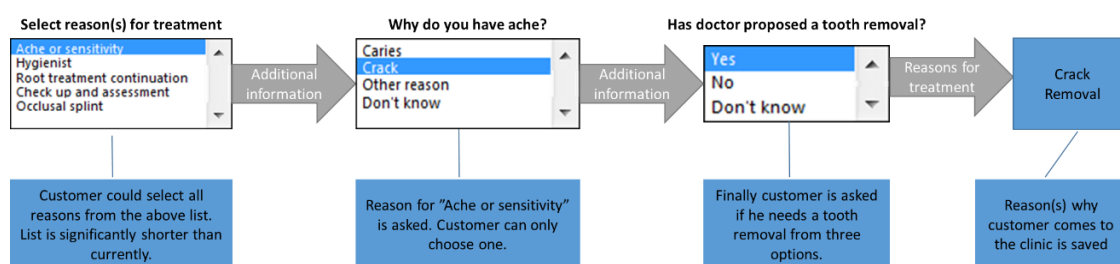 Select reason(s) for treatment
Ache or sensitivity
Hygienist
Root treatment continuation
Check up and assessment
Occlusal splint
Additional
information
Why do you have ache?
Caries
Crack
Other reason
Don't know
Additional
information
Has doctor proposed a tooth removal?
Yes
No
Don't know
Reasons for
treatment
Crack
Removal
Customer could select all
reasons from the above list.
List is significantly shorter than
currently.
Reason for ”Ache or sensitivity”
is asked. Customer can only
choose one.
Finally customer is asked
if he needs a tooth
removal from three
options.
Reason(s) why
customer comes to
the clinic is saved